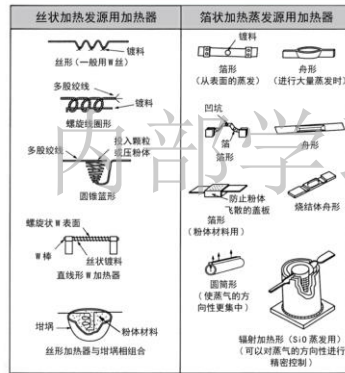 丝状加热发源用加热器
镀料
丝形(一般用W丝)
多股绞线
镀料
螺旋线圈形
多股绞线
投入颗粒
或压粉体
圆锥篮形
螺旋状W表面
W棒
丝状镀料
直线形W加热器
坩埚
粉体材料
丝形加热器与坩埚相组合
箔状加热蒸发源用加热器
镀料
箔形
(从表面的蒸发)
舟形
(进行大量蒸发时)
凹坑
箔
箔形
舟形
防止粉体
飞散的盖板
箔形
(粉体材料用)
烧结体舟形
圆筒形
(使蒸气的方
向性更集中)
辐射加热形(SiO蒸发用)
(可以对蒸气的方向性进行
精密控制)
内部学